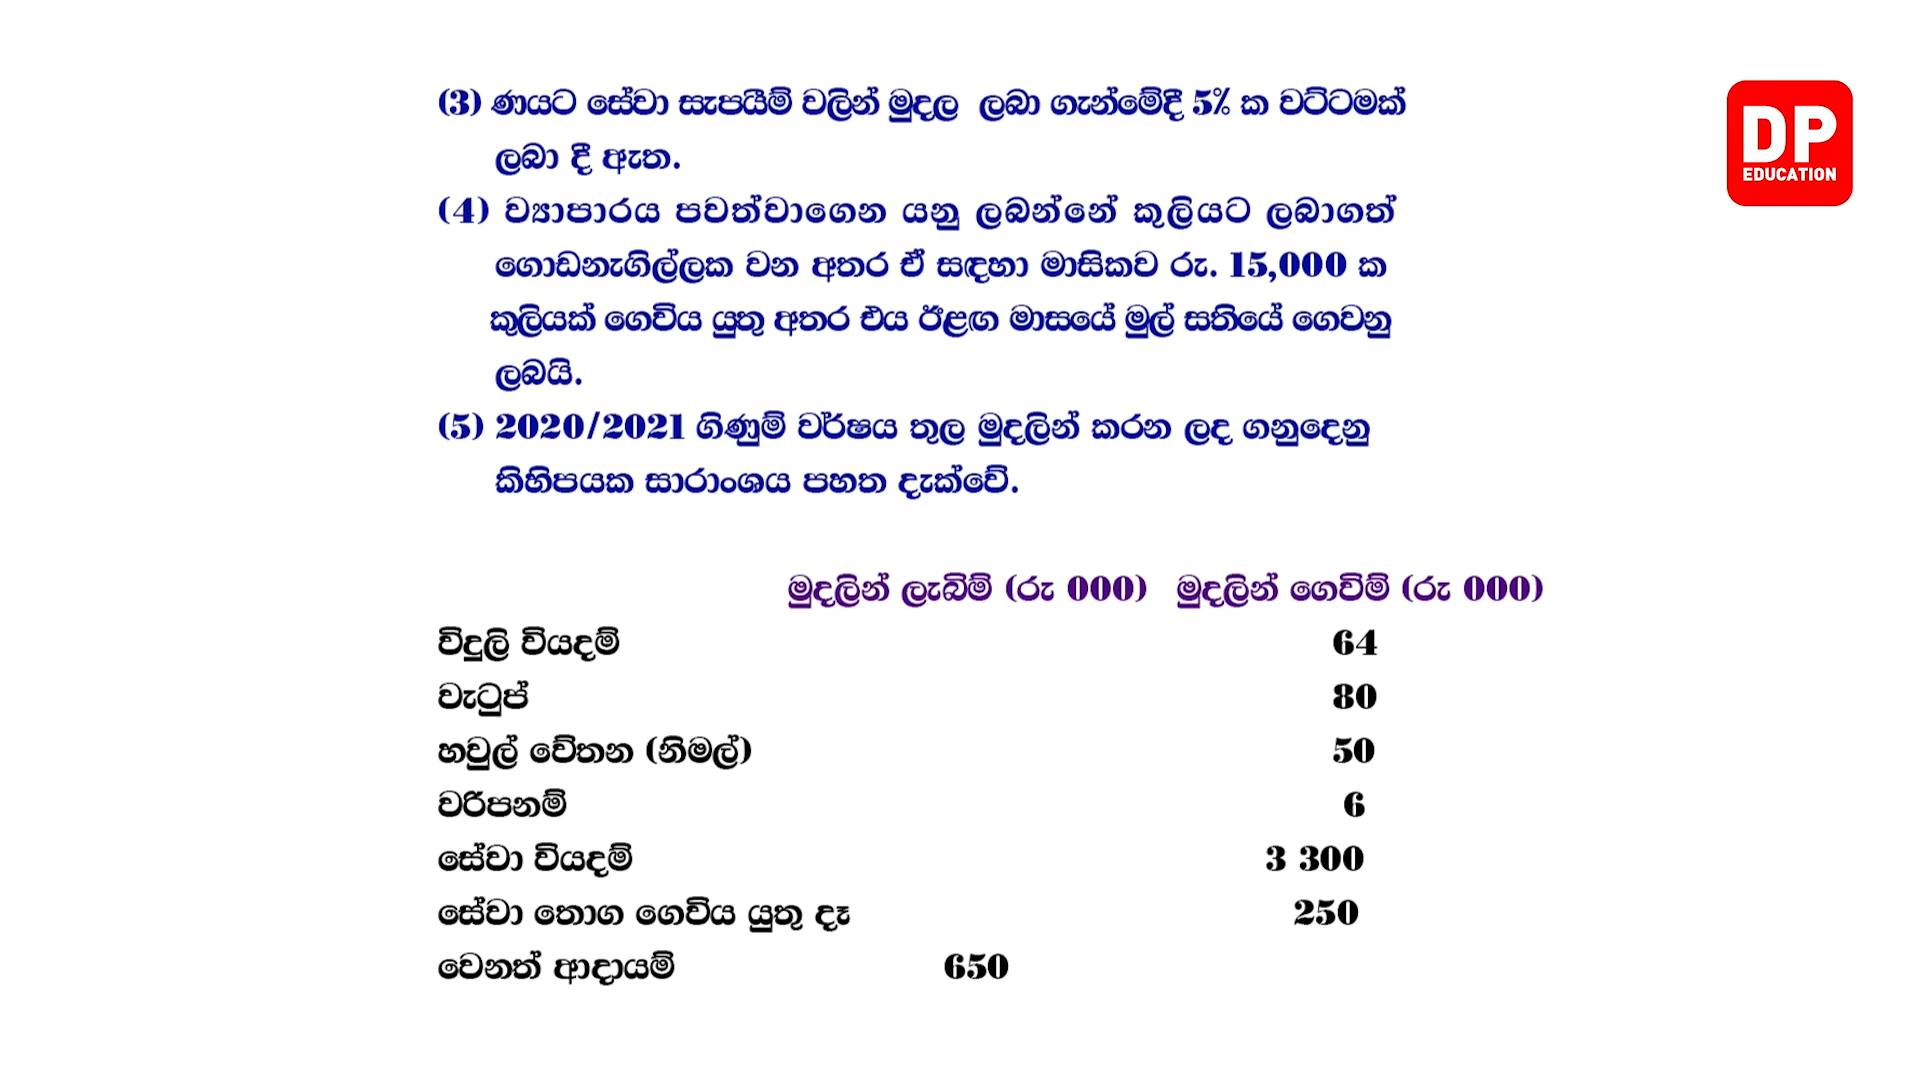 (3) ණයට සේවා සැපයීම් වලින් මුදල ලබා ගැන්මේදී 5% ක වට්ටමක්
ලබා දී ඇත.
(4) ව්‍යාපාරය පවත්වාගෙන යනු ලබන්නේ කුලියට ලබාගත්
ගොඩනැගිල්ලක වන අතර ඒ සඳහා මාසිකව රු. 15,000 ක
කුලියක් ගෙවිය යුතු අතර එය ඊළඟ මාසයේ මුල් සතියේ ගෙවනු
ලබයි.
(5) 2020/2021 ගිණුම් වර්ෂය තුල මුදලින් කරන ලද ගනුදෙනු
කිහිපයක සාරාංශය පහත දැක්වේ.
මුදලින් ලැබීම් (රු 000) මුදලින් ගෙවීම් (රු 000)
විදුලි වියදම් 64
වැටුප් 80
හවුල් වේතන (නිමල්) 50
වරිපනම් 6
සේවා වියදම් 3 300
සේවා තොග ගෙවිය යුතු දෑ 250
වෙනත් ආදායම් 650
DP
EDUCATION